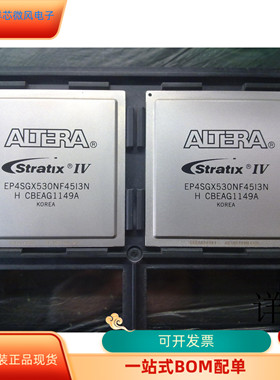 芯微风电子
ALTERA®
Stratix® IV
EP4SGX530NF45I3N
H CBEAG1149A
KOREA
ALTERA®
Stratix® IV
EP4SGX530NF45I3N
H CBEAG1149A
KOREA
可开发票
一站式BOM配单